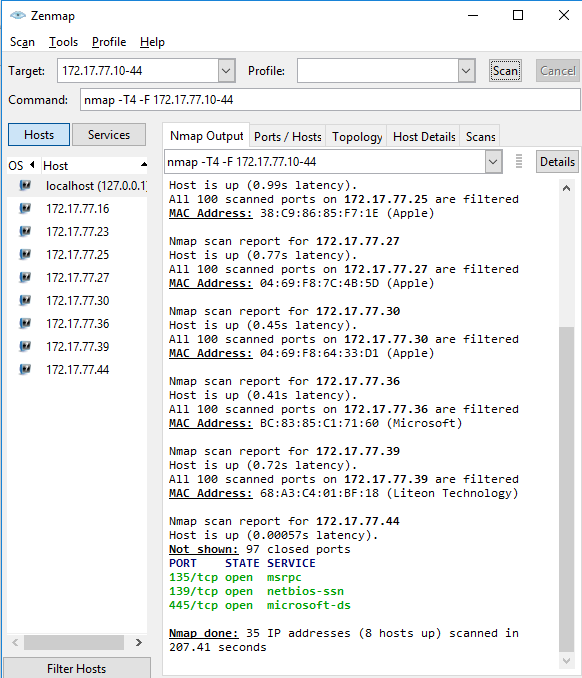 Zenmap
Scan Tools Profile Help
Target: 172.17.77.10-44 Profile: Scan Cancel
Command: nmap -T4 -F 172.17.77.10-44
Hosts Services
OS Host
localhost (127.0.0.1)
172.17.77.16
172.17.77.23
172.17.77.25
172.17.77.27
172.17.77.30
172.17.77.36
172.17.77.39
172.17.77.44
Filter Hosts
Nmap Output Ports / Hosts Topology Host Details Scans
nmap -T4 -F 172.17.77.10-44 Details
Host is up (0.99s latency).
All 100 scanned ports on 172.17.77.25 are filtered
MAC Address: 38:C9:86:85:F7:1E (Apple)
Nmap scan report for 172.17.77.27
Host is up (0.77s latency).
All 100 scanned ports on 172.17.77.27 are filtered
MAC Address: 04:69:F8:7C:4B:5D (Apple)
Nmap scan report for 172.17.77.30
Host is up (0.45s latency).
All 100 scanned ports on 172.17.77.30 are filtered
MAC Address: 04:69:F8:64:33:D1 (Apple)
Nmap scan report for 172.17.77.36
Host is up (0.41s latency).
All 100 scanned ports on 172.17.77.36 are filtered
MAC Address: BC:83:85:C1:71:60 (Microsoft)
Nmap scan report for 172.17.77.39
Host is up (0.72s latency).
All 100 scanned ports on 172.17.77.39 are filtered
MAC Address: 68:A3:C4:01:BF:18 (Liteon Technology)
Nmap scan report for 172.17.77.44
Host is up (0.00057s latency).
Not shown: 97 closed ports
PORT STATE SERVICE
135/tcp open msrpc
139/tcp open netbios-ssn
445/tcp open microsoft-ds
Nmap done: 35 IP addresses (8 hosts up) scanned in
207.41 seconds